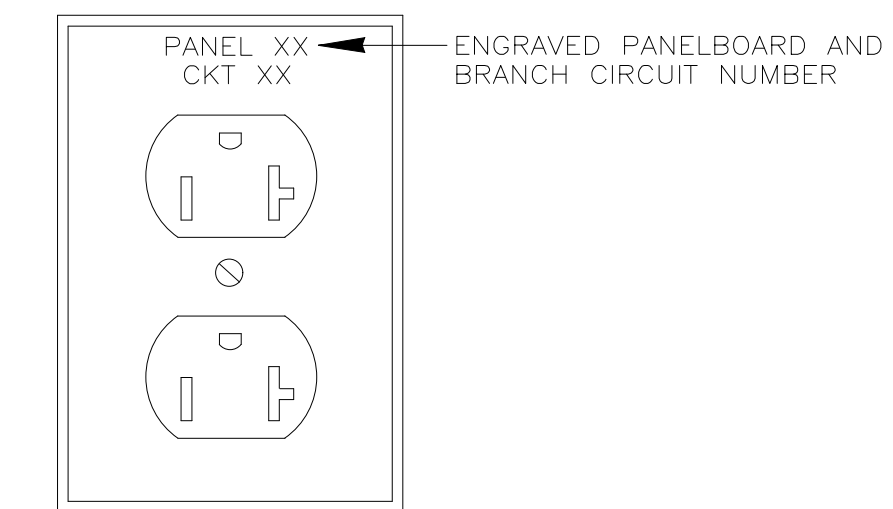 PANEL XX
CKT XX
ENGRAVED PANELBOARD AND
BRANCH CIRCUIT NUMBER